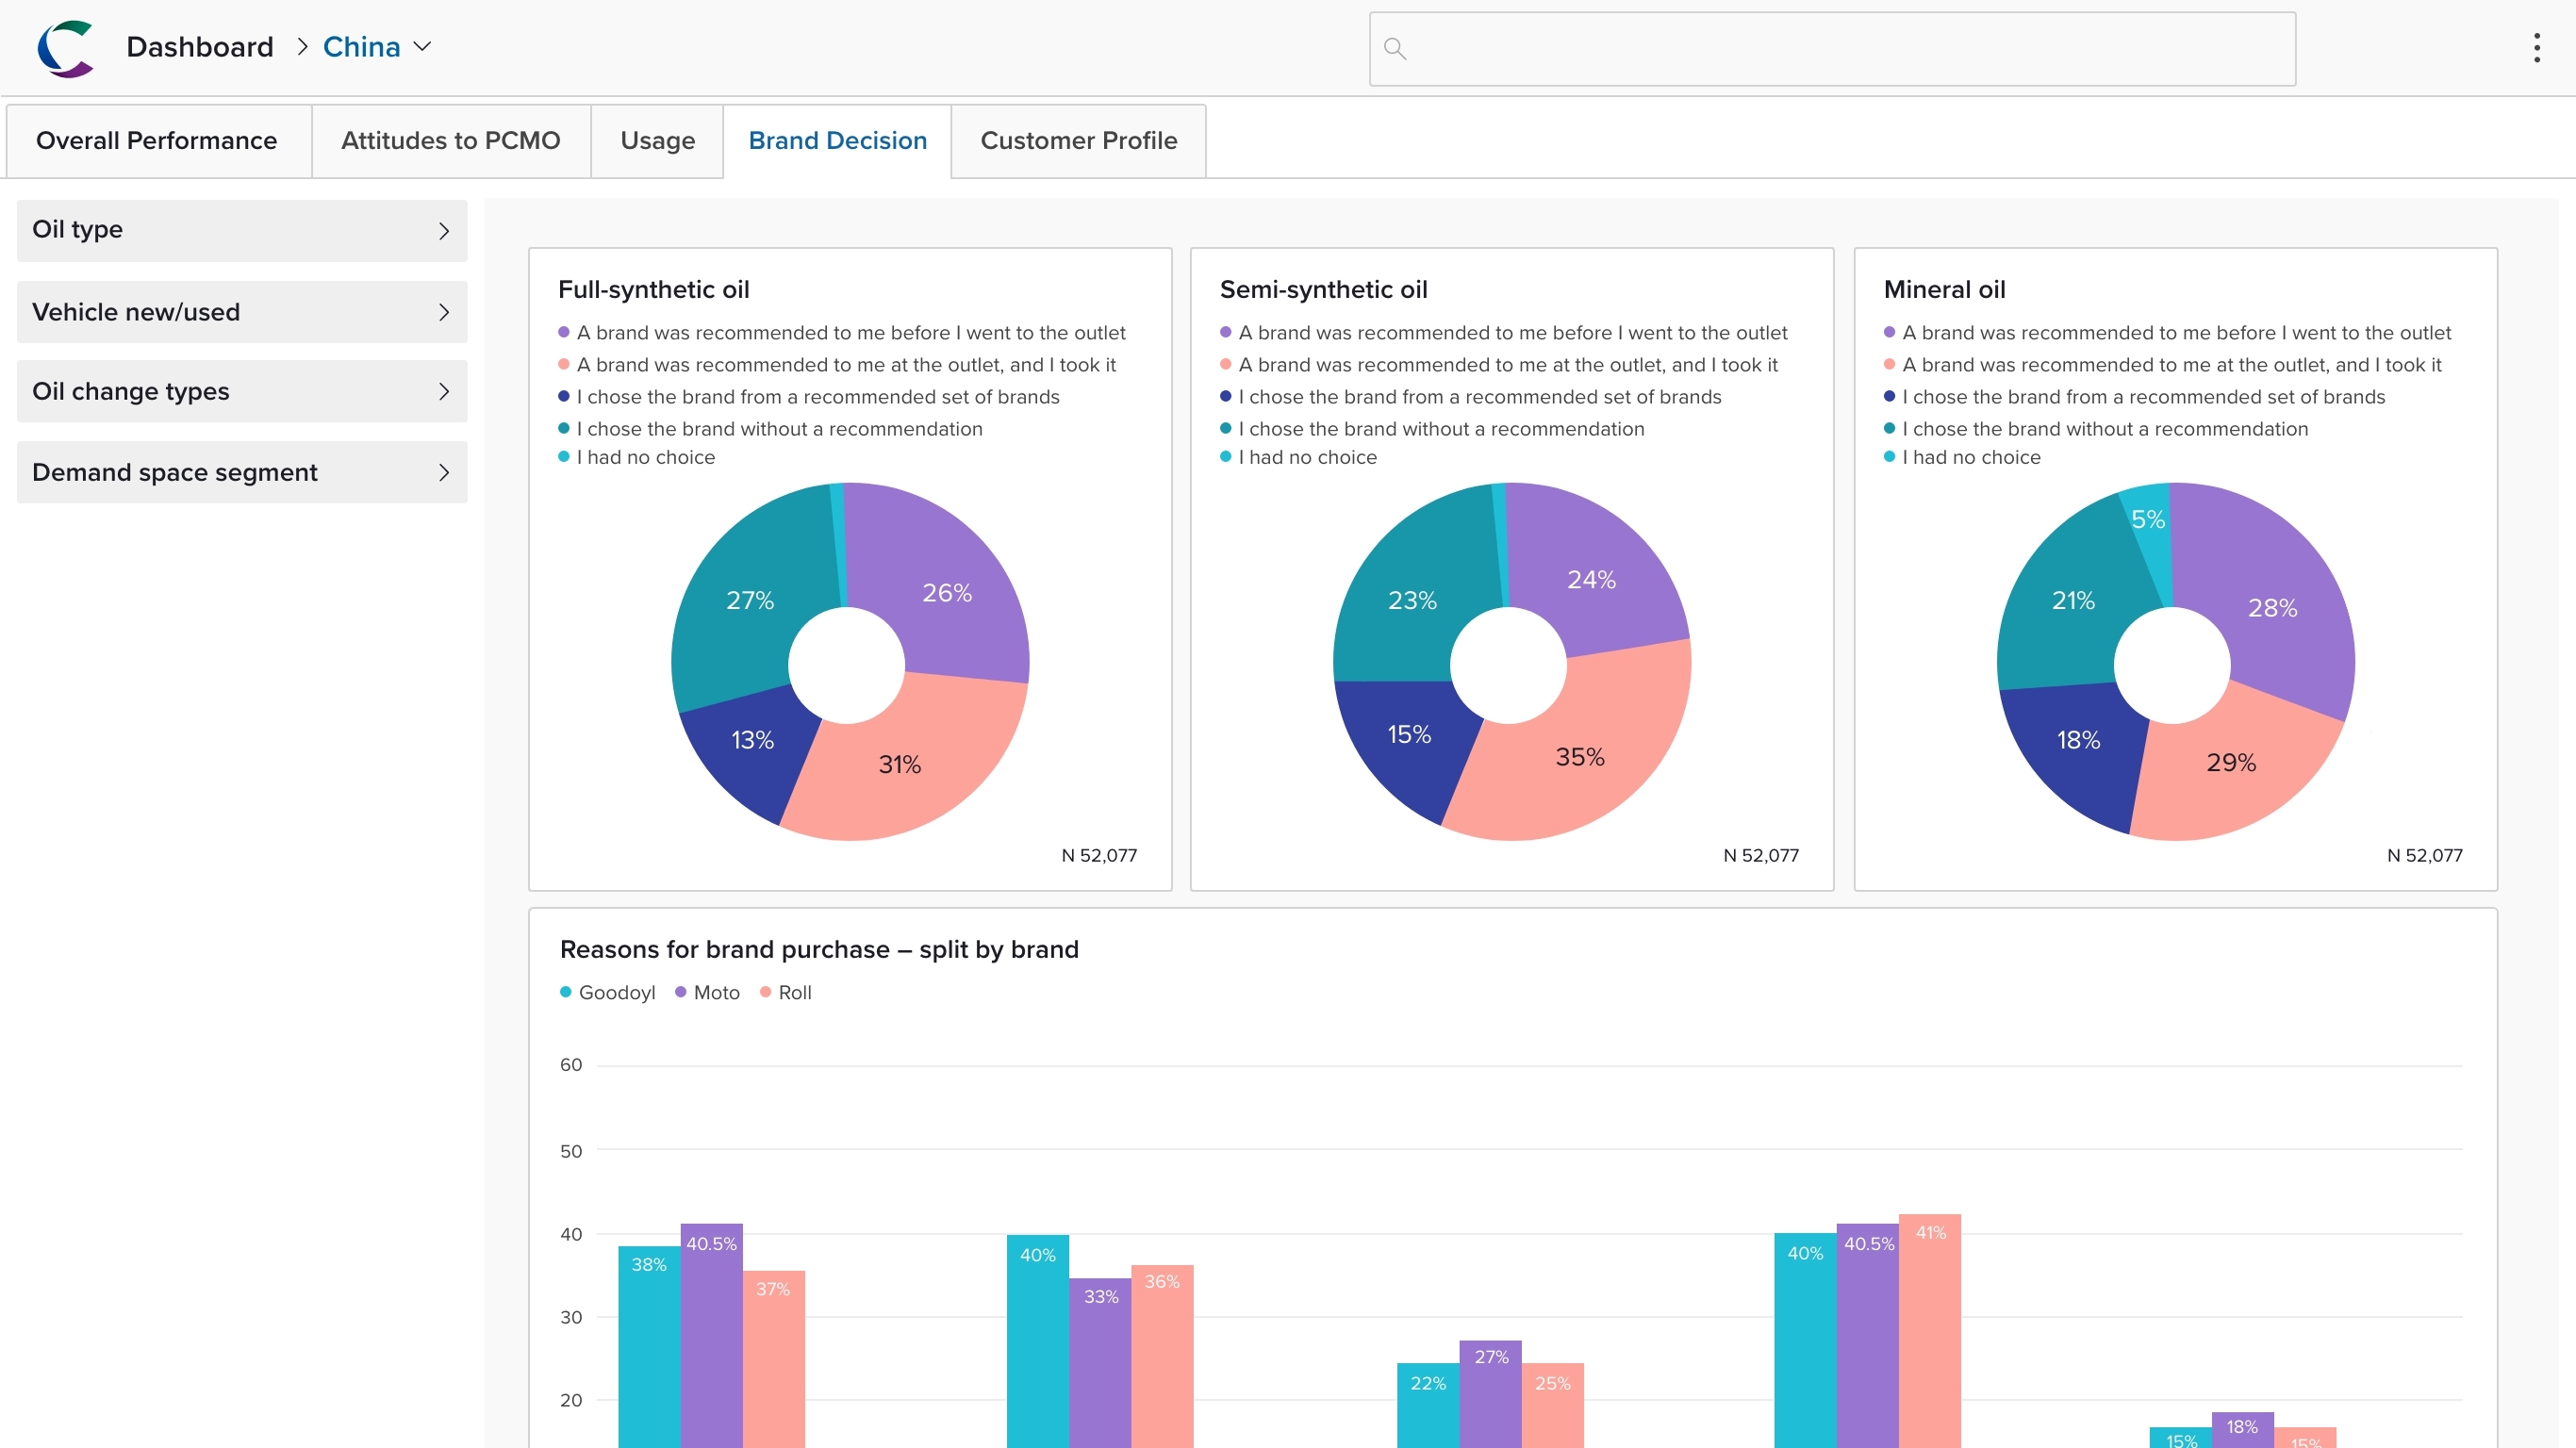 Dashboard > China
Overall Performance
Attitudes to PCMO
Usage
Brand Decision
Customer Profile
Oil type
Vehicle new/used
Oil change types
Demand space segment
Full-synthetic oil
A brand was recommended to me before I went to the outlet
A brand was recommended to me at the outlet, and I took it
I chose the brand from a recommended set of brands
I chose the brand without a recommendation
I had no choice
26%
27%
13%
31%
N 52,077
Semi-synthetic oil
A brand was recommended to me before I went to the outlet
A brand was recommended to me at the outlet, and I took it
I chose the brand from a recommended set of brands
I chose the brand without a recommendation
I had no choice
24%
23%
15%
35%
N 52,077
Mineral oil
A brand was recommended to me before I went to the outlet
A brand was recommended to me at the outlet, and I took it
I chose the brand from a recommended set of brands
I chose the brand without a recommendation
I had no choice
5%
21%
28%
18%
29%
N 52,077
Reasons for brand purchase – split by brand
Goodoyl Moto Roll
60
50
40
30
20
38% 40.5% 37%
40% 33% 36%
22% 27% 25%
40% 40.5% 41%
15% 18% 15%